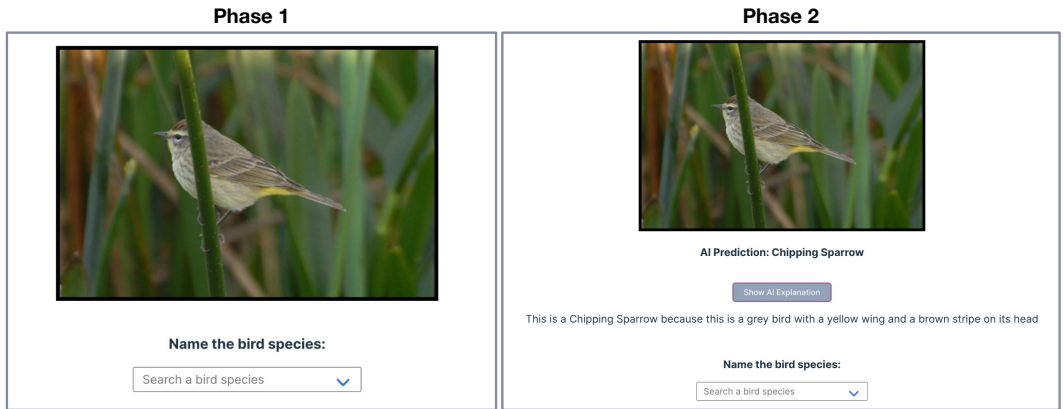 Phase 1
Name the bird species:
Search a bird species
Phase 2
AI Prediction: Chipping Sparrow
Show AI Explanation
This is a Chipping Sparrow because this is a grey bird with a yellow wing and a brown stripe on its head
Name the bird species:
Search a bird species